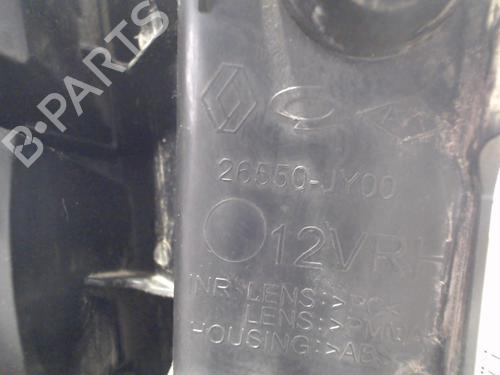 B-PARTS
26550-JY00
12VRH
INR LENS:>PC<
LENS:>PMMA<
HOUSING:>ABS